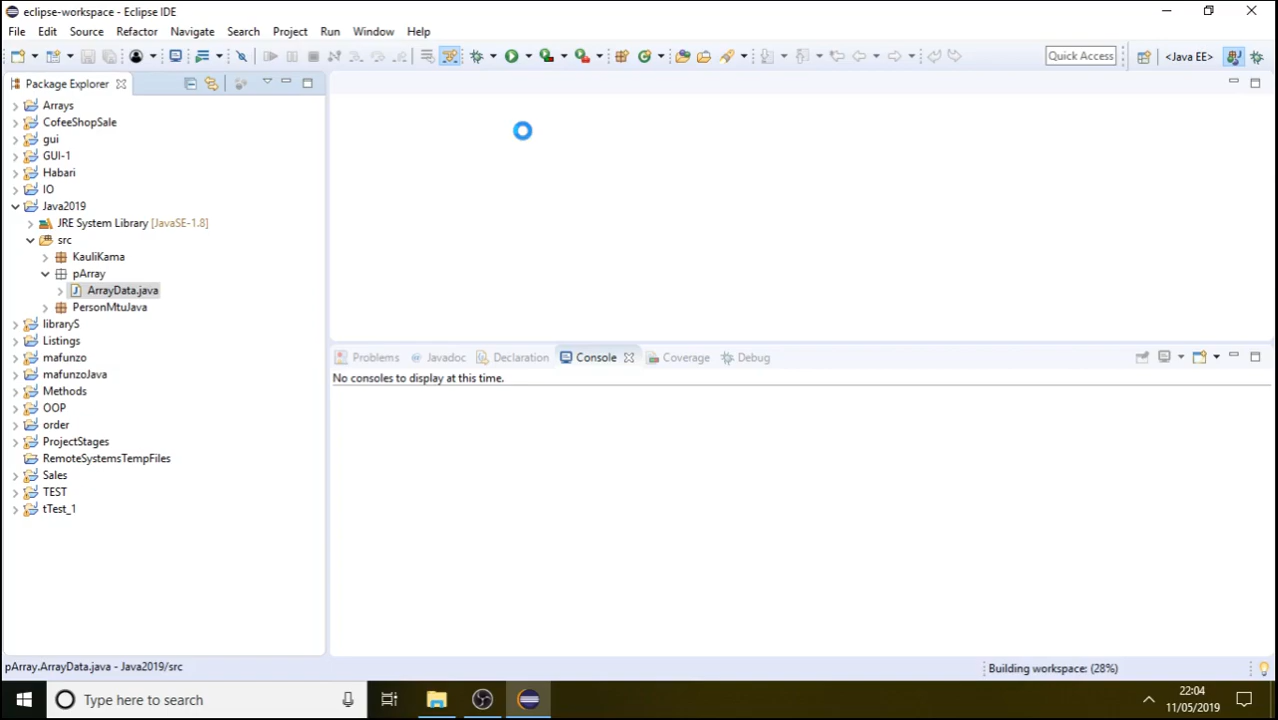 eclipse-workspace - Eclipse IDE
File Edit Source Refactor Navigate Search Project Run Window Help
Quick Access <Java EE>
Package Explorer
Arrays
CofeeShopSale
gui
GUI-1
Habari
IO
Java2019
JRE System Library [JavaSE-1.8]
src
KauliKama
pArray
ArrayData.java
PersonMtuJava
libraryS
Listings
mafunzo
mafunzoJava
Methods
OOP
order
ProjectStages
RemoteSystemsTempFiles
Sales
TEST
tTest_1
Problems Javadoc Declaration Console Coverage Debug
No consoles to display at this time.
pArray.ArrayData.java - Java2019/src
Building workspace: (28%)
Type here to search
22:04
11/05/2019